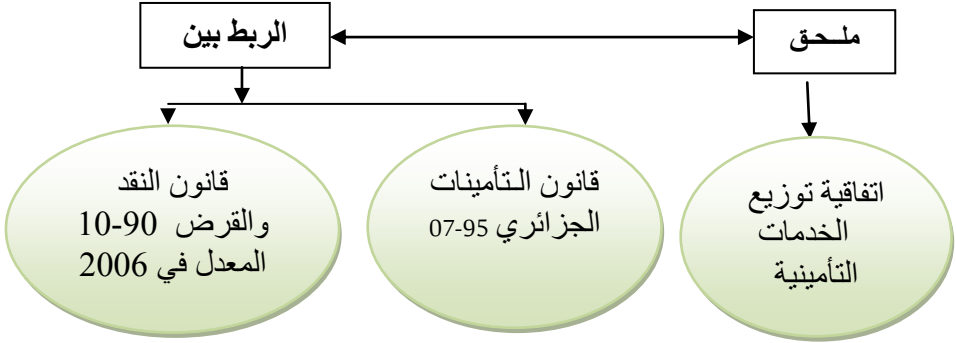 ملـحـق
الربط بين
اتفاقية توزيع
الخدمات
التأمينية
قانون التأمينات
الجزائري 95-07
قانون النقد
والقرض 90-10
المعدل في 2006